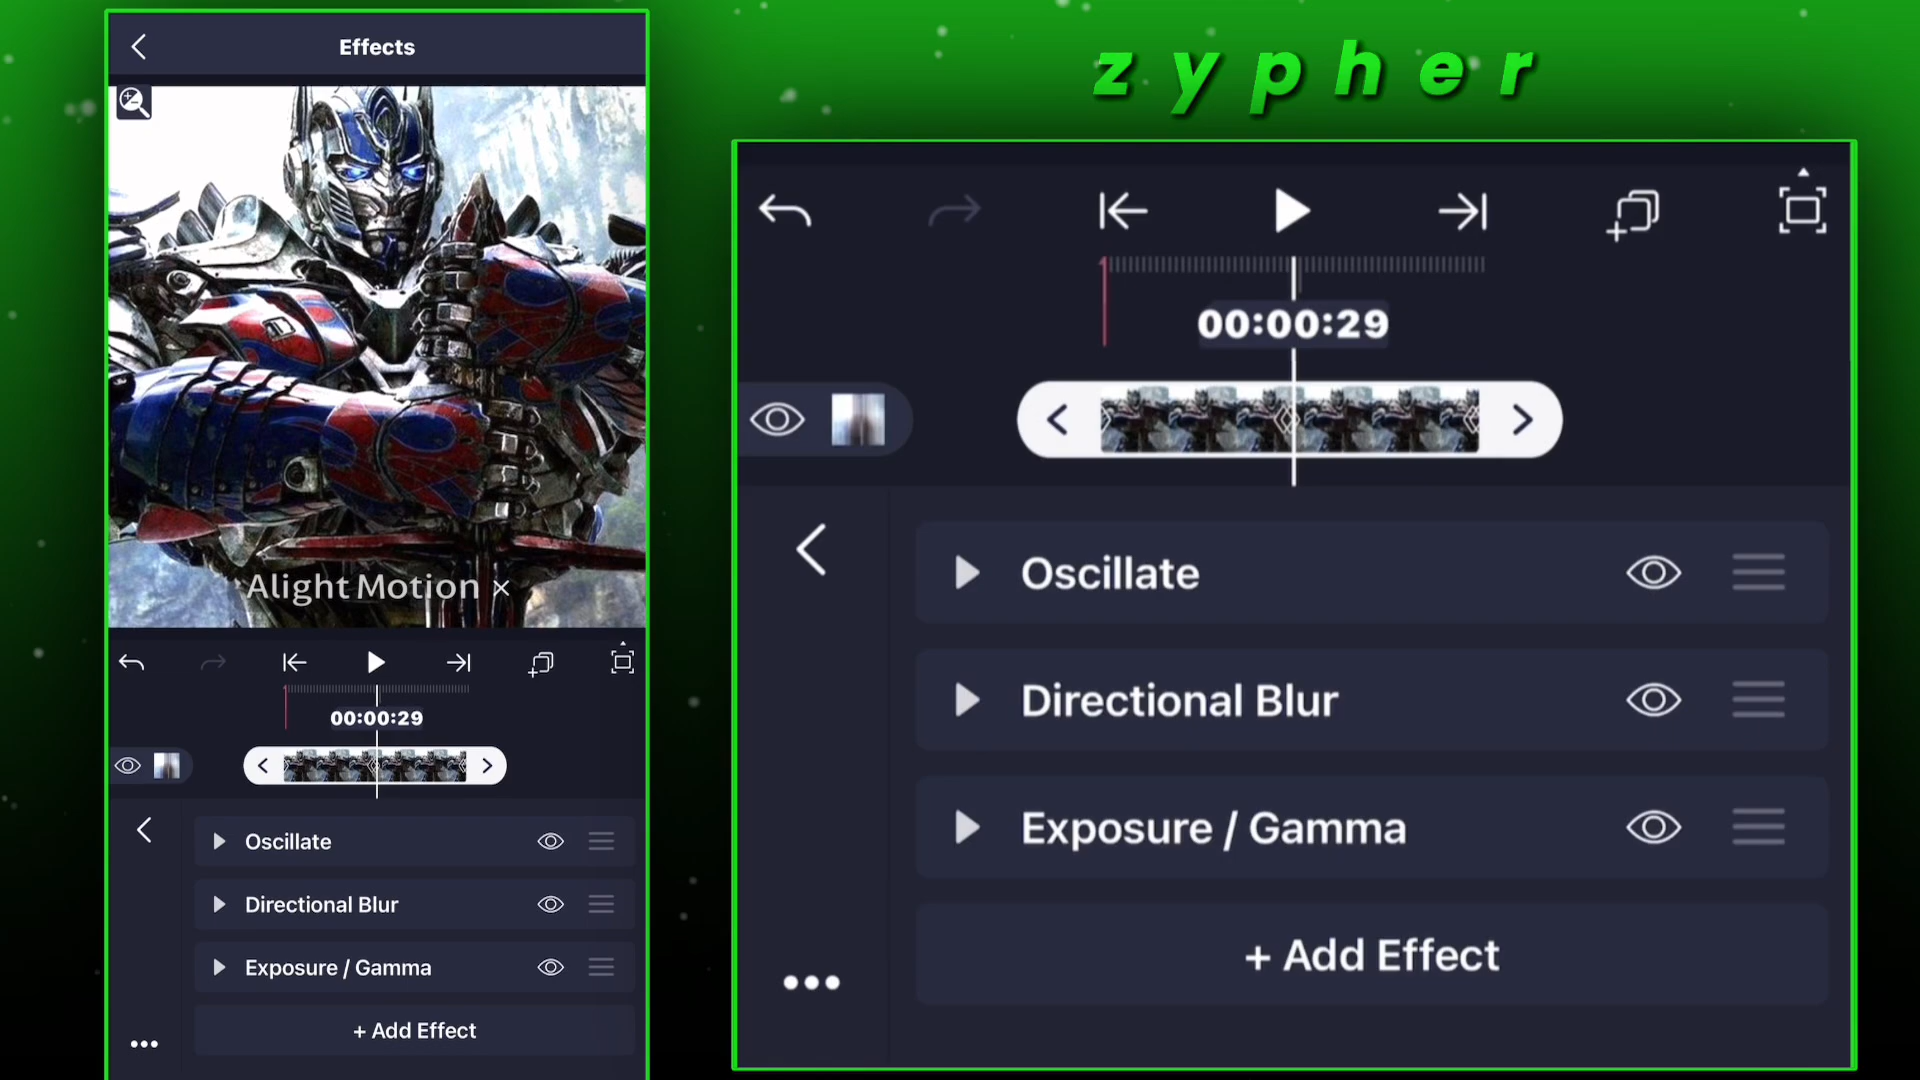 Effects
Alight Motion ×
00:00:29
Oscillate
Directional Blur
Exposure / Gamma
+ Add Effect
zypher
00:00:29
Oscillate
Directional Blur
Exposure / Gamma
+ Add Effect